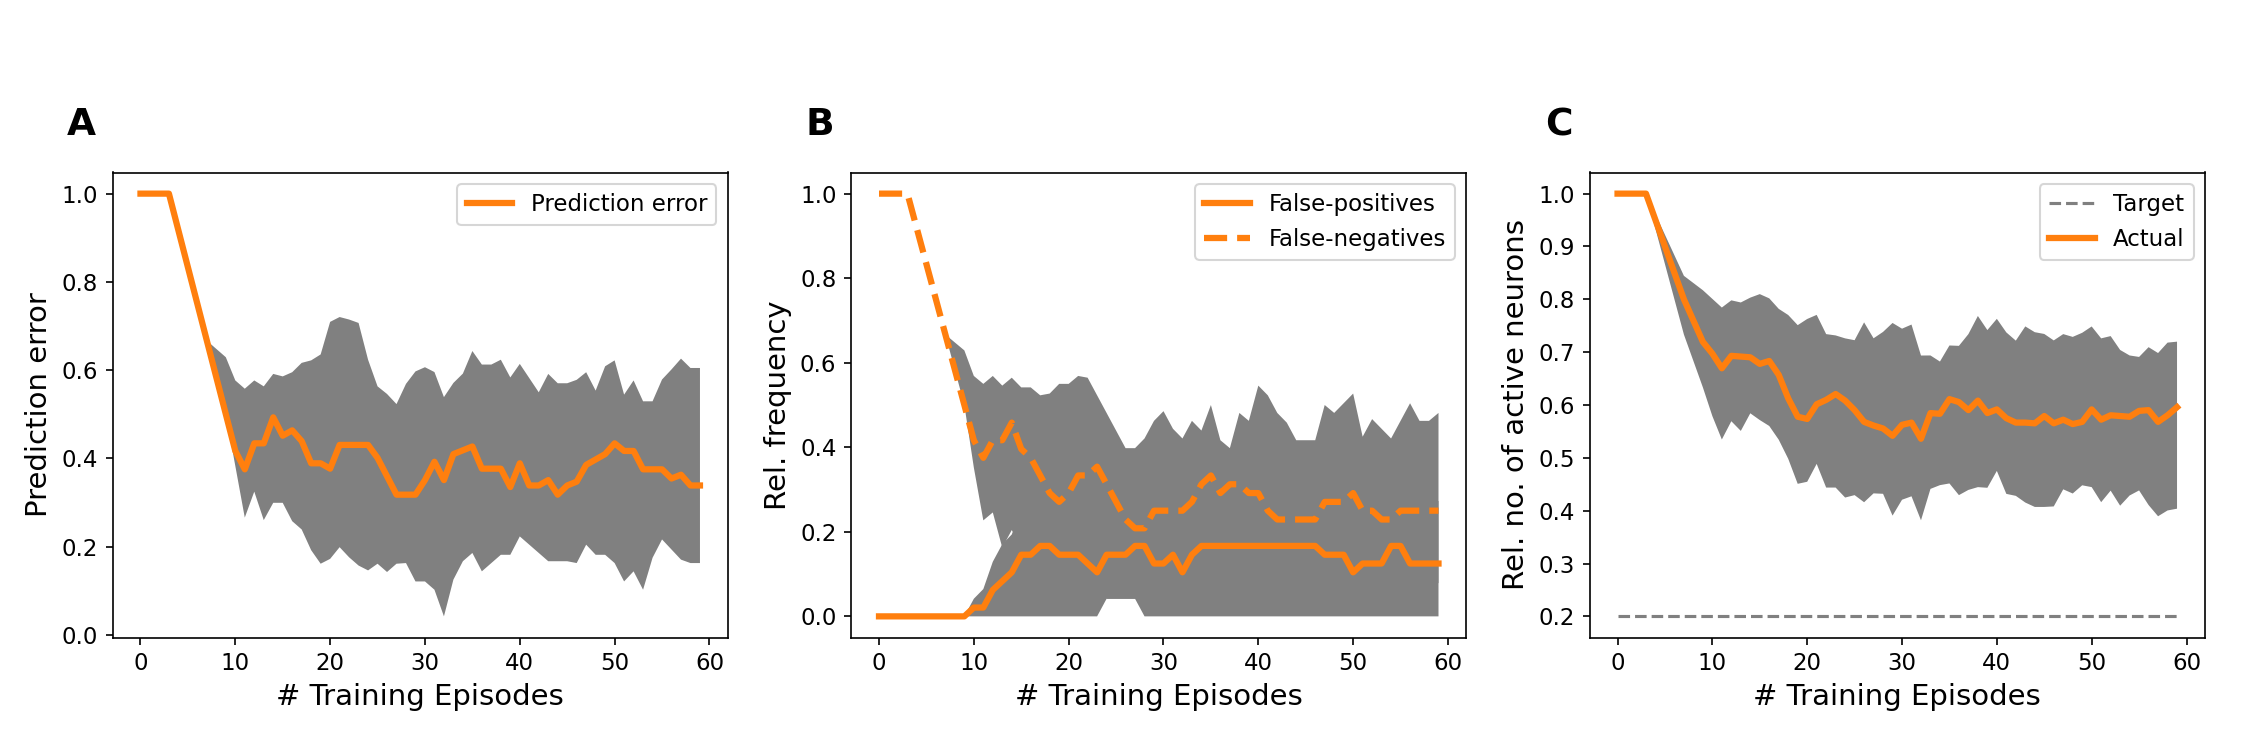 A
B
C
Prediction error
1.0
0.8
0.6
0.4
0.2
0.0
0 10 20 30 40 50 60
# Training Episodes
Prediction error
Rel. frequency
1.0
0.8
0.6
0.4
0.2
0.0
0 10 20 30 40 50 60
# Training Episodes
False-positives
False-negatives
Rel. no. of active neurons
1.0
0.9
0.8
0.7
0.6
0.5
0.4
0.3
0.2
0 10 20 30 40 50 60
# Training Episodes
Target
Actual